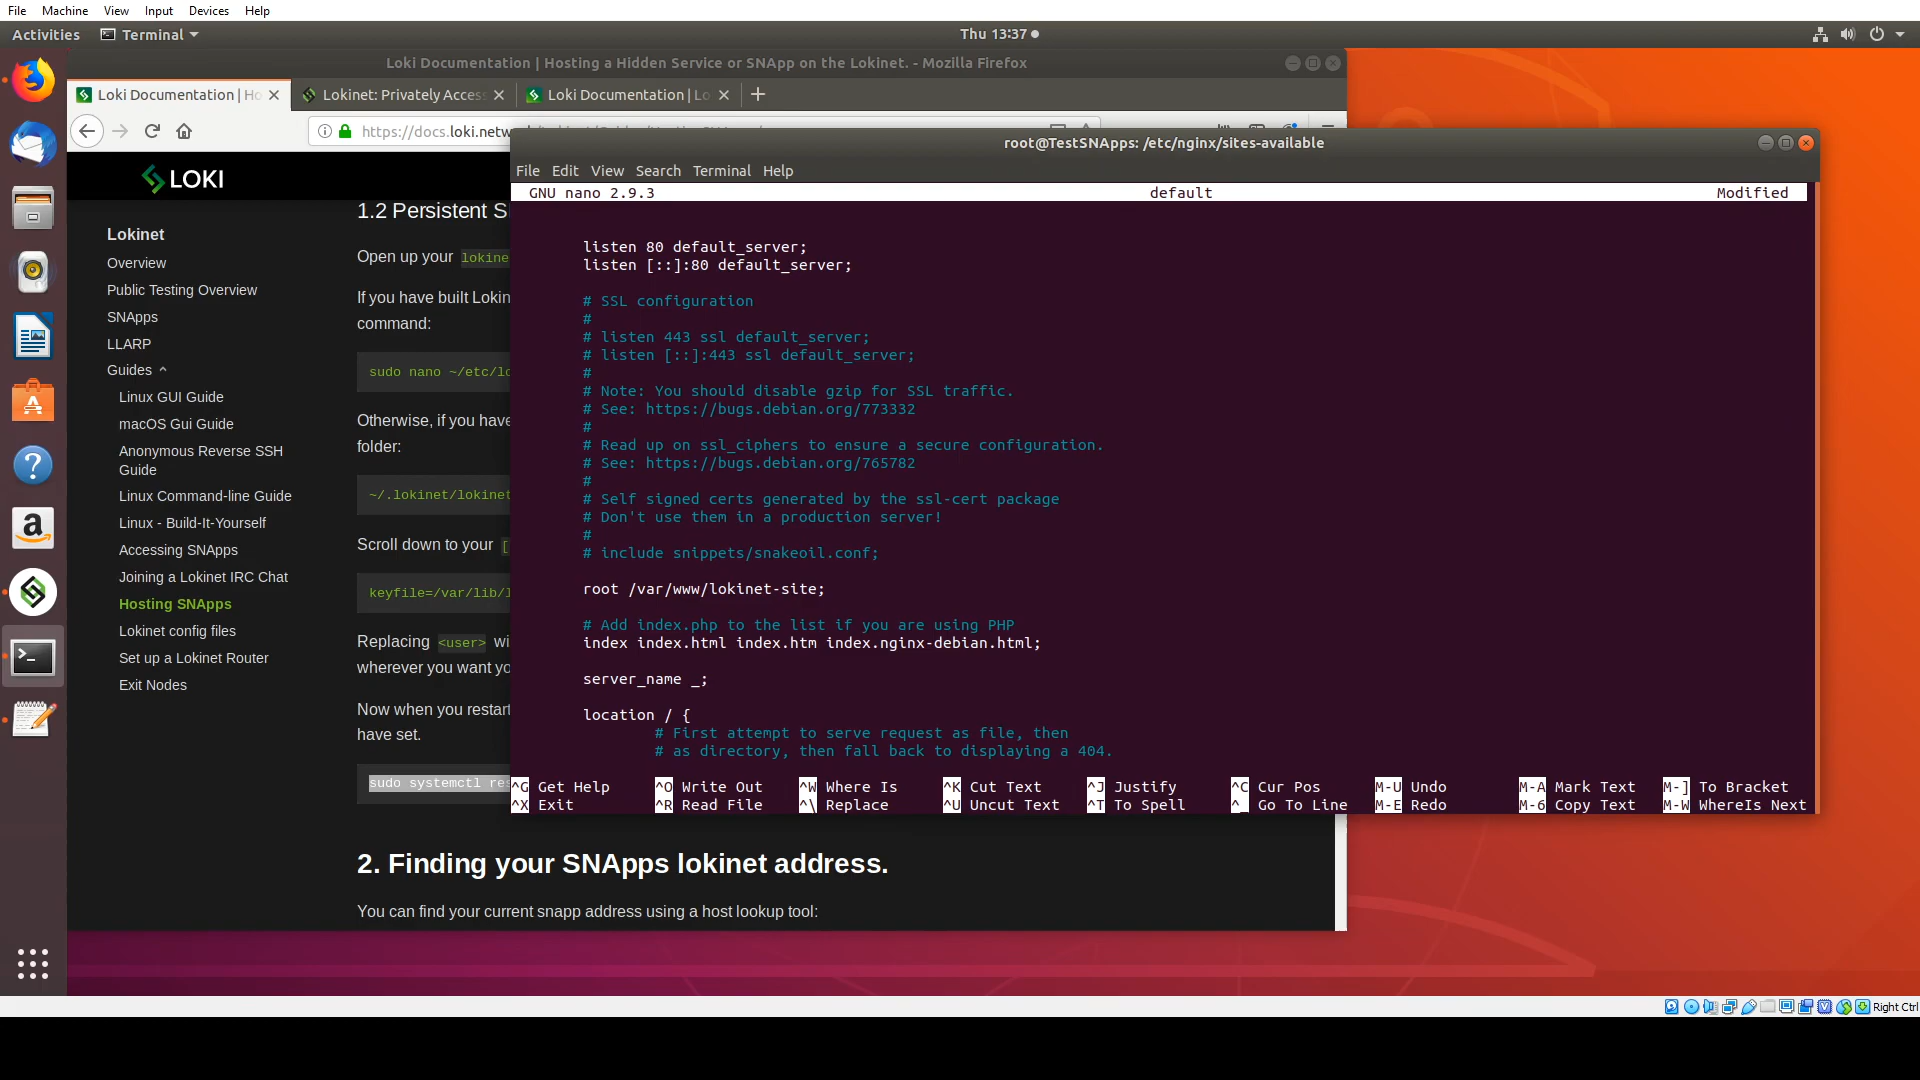 File Machine View Input Devices Help
Activities Terminal Thu 13:37
Loki Documentation | Hosting a Hidden Service or SNApp on the Lokinet. - Mozilla Firefox
Loki Documentation | Ho
Lokinet: Privately Acces
Loki Documentation | Lo
https://docs.loki.netw
LOKI
Lokinet
Overview
Public Testing Overview
SNApps
LLARP
Guides
Linux GUI Guide
macOS Gui Guide
Anonymous Reverse SSH
Guide
Linux Command-line Guide
Linux - Build-It-Yourself
Accessing SNApps
Joining a Lokinet IRC Chat
Hosting SNApps
Lokinet config files
Set up a Lokinet Router
Exit Nodes
1.2 Persistent S
Open up your lokine
If you have built Lokin
command:
sudo nano ~/etc/lo
Otherwise, if you have
folder:
~/.lokinet/lokinet
Scroll down to your [
keyfile=/var/lib/l
Replacing <user> wi
wherever you want yo
Now when you restart
have set.
sudo systemctl res
2. Finding your SNApps lokinet address.
You can find your current snapp address using a host lookup tool:
root@TestSNApps: /etc/nginx/sites-available
File Edit View Search Terminal Help
GNU nano 2.9.3 default Modified
listen 80 default_server;
listen [::]:80 default_server;
# SSL configuration
#
# listen 443 ssl default_server;
# listen [::]:443 ssl default_server;
#
# Note: You should disable gzip for SSL traffic.
# See: https://bugs.debian.org/773332
#
# Read up on ssl_ciphers to ensure a secure configuration.
# See: https://bugs.debian.org/765782
#
# Self signed certs generated by the ssl-cert package
# Don't use them in a production server!
#
# include snippets/snakeoil.conf;
root /var/www/lokinet-site;
# Add index.php to the list if you are using PHP
index index.html index.htm index.nginx-debian.html;
server_name _;
location / {
# First attempt to serve request as file, then
# as directory, then fall back to displaying a 404.
^G Get Help ^O Write Out ^W Where Is ^K Cut Text ^J Justify ^C Cur Pos M-U Undo M-A Mark Text M-] To Bracket
^X Exit ^R Read File ^\ Replace ^U Uncut Text ^T To Spell ^_ Go To Line M-E Redo M-6 Copy Text M-W WhereIs Next
Right Ctrl